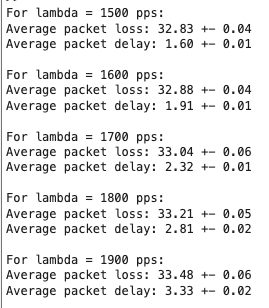 For lambda = 1500 pps:
Average packet loss: 32.83 +- 0.04
Average packet delay: 1.60 +- 0.01
For lambda = 1600 pps:
Average packet loss: 32.88 +- 0.04
Average packet delay: 1.91 +- 0.01
For lambda = 1700 pps:
Average packet loss: 33.04 +- 0.06
Average packet delay: 2.32 +- 0.01
For lambda = 1800 pps:
Average packet loss: 33.21 +- 0.05
Average packet delay: 2.81 +- 0.02
For lambda = 1900 pps:
Average packet loss: 33.48 +- 0.06
Average packet delay: 3.33 +- 0.02